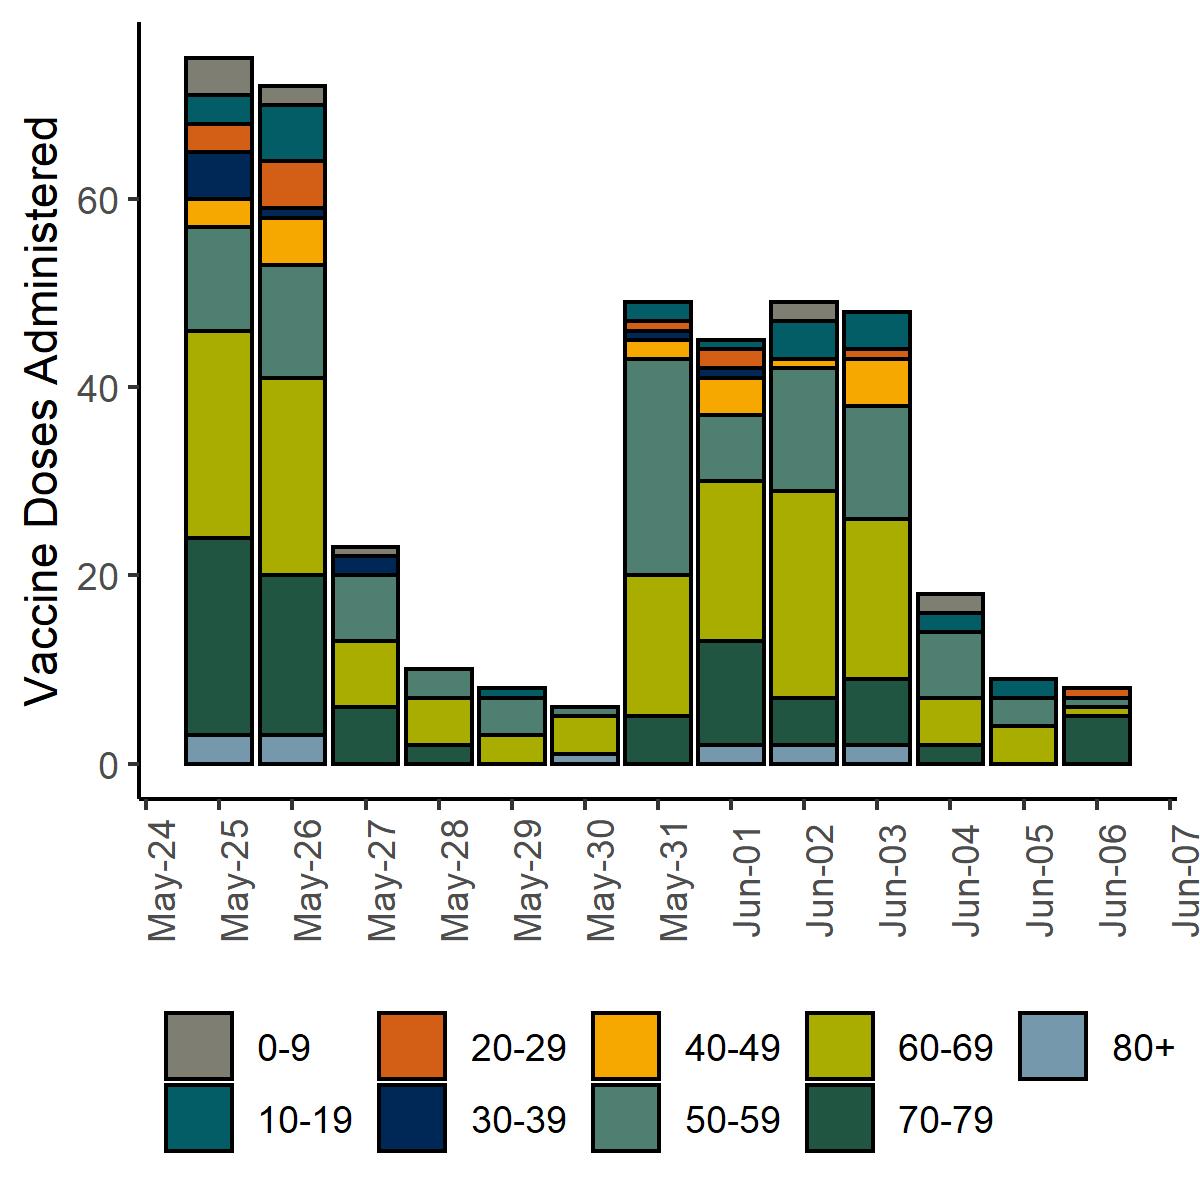 Vaccine Doses Administered
60
40
20
0
May-24
May-25
May-26
May-27
May-28
May-29
May-30
May-31
Jun-01
Jun-02
Jun-03
Jun-04
Jun-05
Jun-06
Jun-07
0-9
20-29
40-49
60-69
80+
10-19
30-39
50-59
70-79